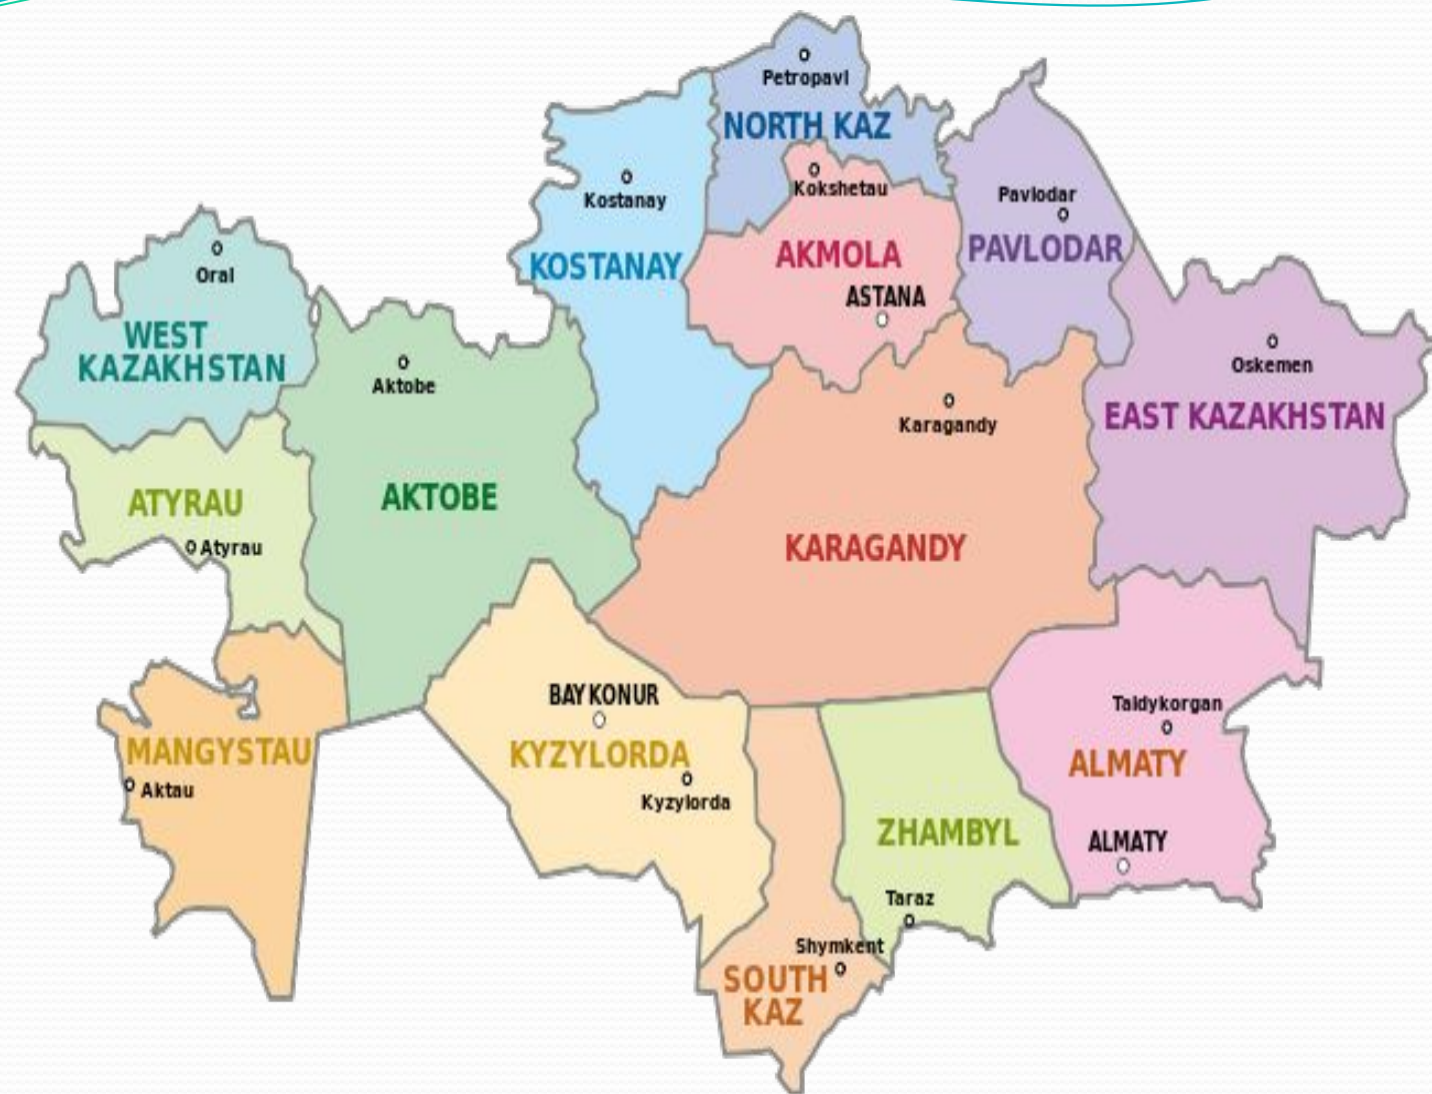 Petropavl
NORTH KAZ
Kokshetau
Kostanay
KOSTANAY
AKMOLA
ASTANA
Pavlodar
PAVLODAR
Oral
WEST
KAZAKHSTAN
Aktobe
AKTOBE
Karagandy
KARAGANDY
Oskemen
EAST KAZAKHSTAN
ATYRAU
Atyrau
MANGYSTAU
Aktau
BAYKONUR
KYZYLORDA
Kyzylorda
Taldykorgan
ALMATY
ALMATY
ZHAMBYL
Taraz
Shymkent
SOUTH
KAZ